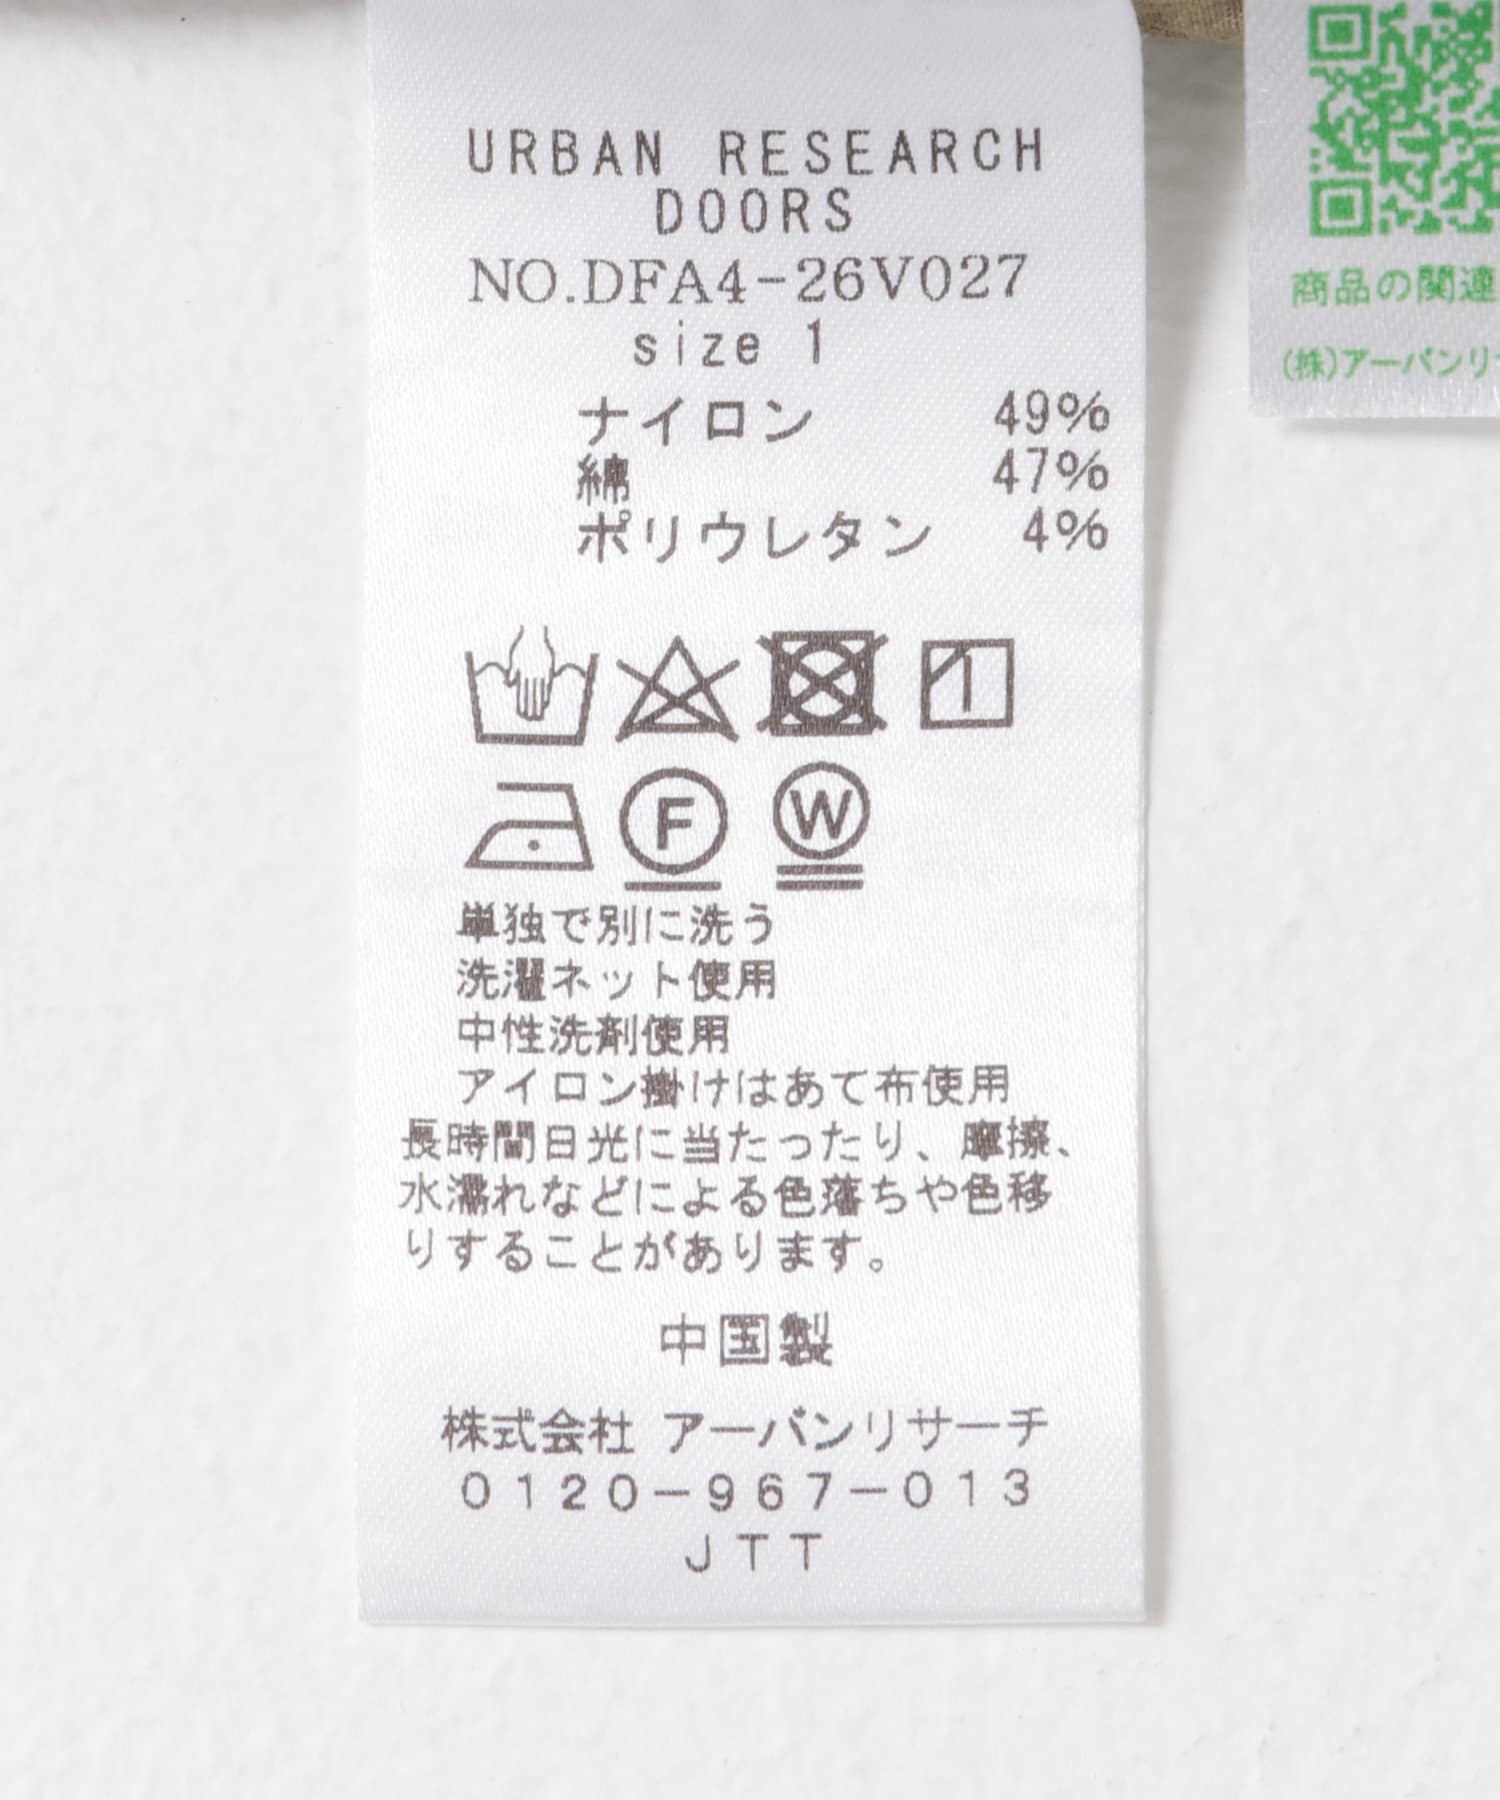 URBAN RESEARCH
DOORS
NO.DFA4-26V027
size 1
ナイロン 49%
綿 47%
ポリウレタン 4%
F W
単独で別に洗う
洗濯ネット使用
中性洗剤使用
アイロン掛けはあて布使用
長時間日光に当たったり、摩擦、
水濡れなどによる色落ちや色移
りすることがあります。
中国製
株式会社 アーバンリサーチ
0120-967-013
JTT
商品の関連
(株)アーバンリ